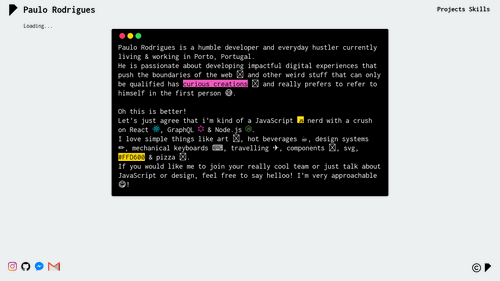 Paulo Rodrigues
Projects Skills
Loading...
Paulo Rodrigues is a humble developer and everyday hustler currently
living & working in Porto, Portugal.
He is passionate about developing impactful digital experiences that
push the boundaries of the web and other weird stuff that can only
be qualified has curious creations and really prefers to refer to
himself in the first person 😅.
Oh this is better!
Let's just agree that i'm kind of a JavaScript nerd with a crush
on React, GraphQL & Node.js.
I love simple things like art, hot beverages ☕, design systems
✏, mechanical keyboards ⌨, travelling ✈, components, svg,
#FFD600 & pizza.
If you would like me to join your really cool team or just talk about
JavaScript or design, feel free to say helloo! I'm very approachable
😋!
©